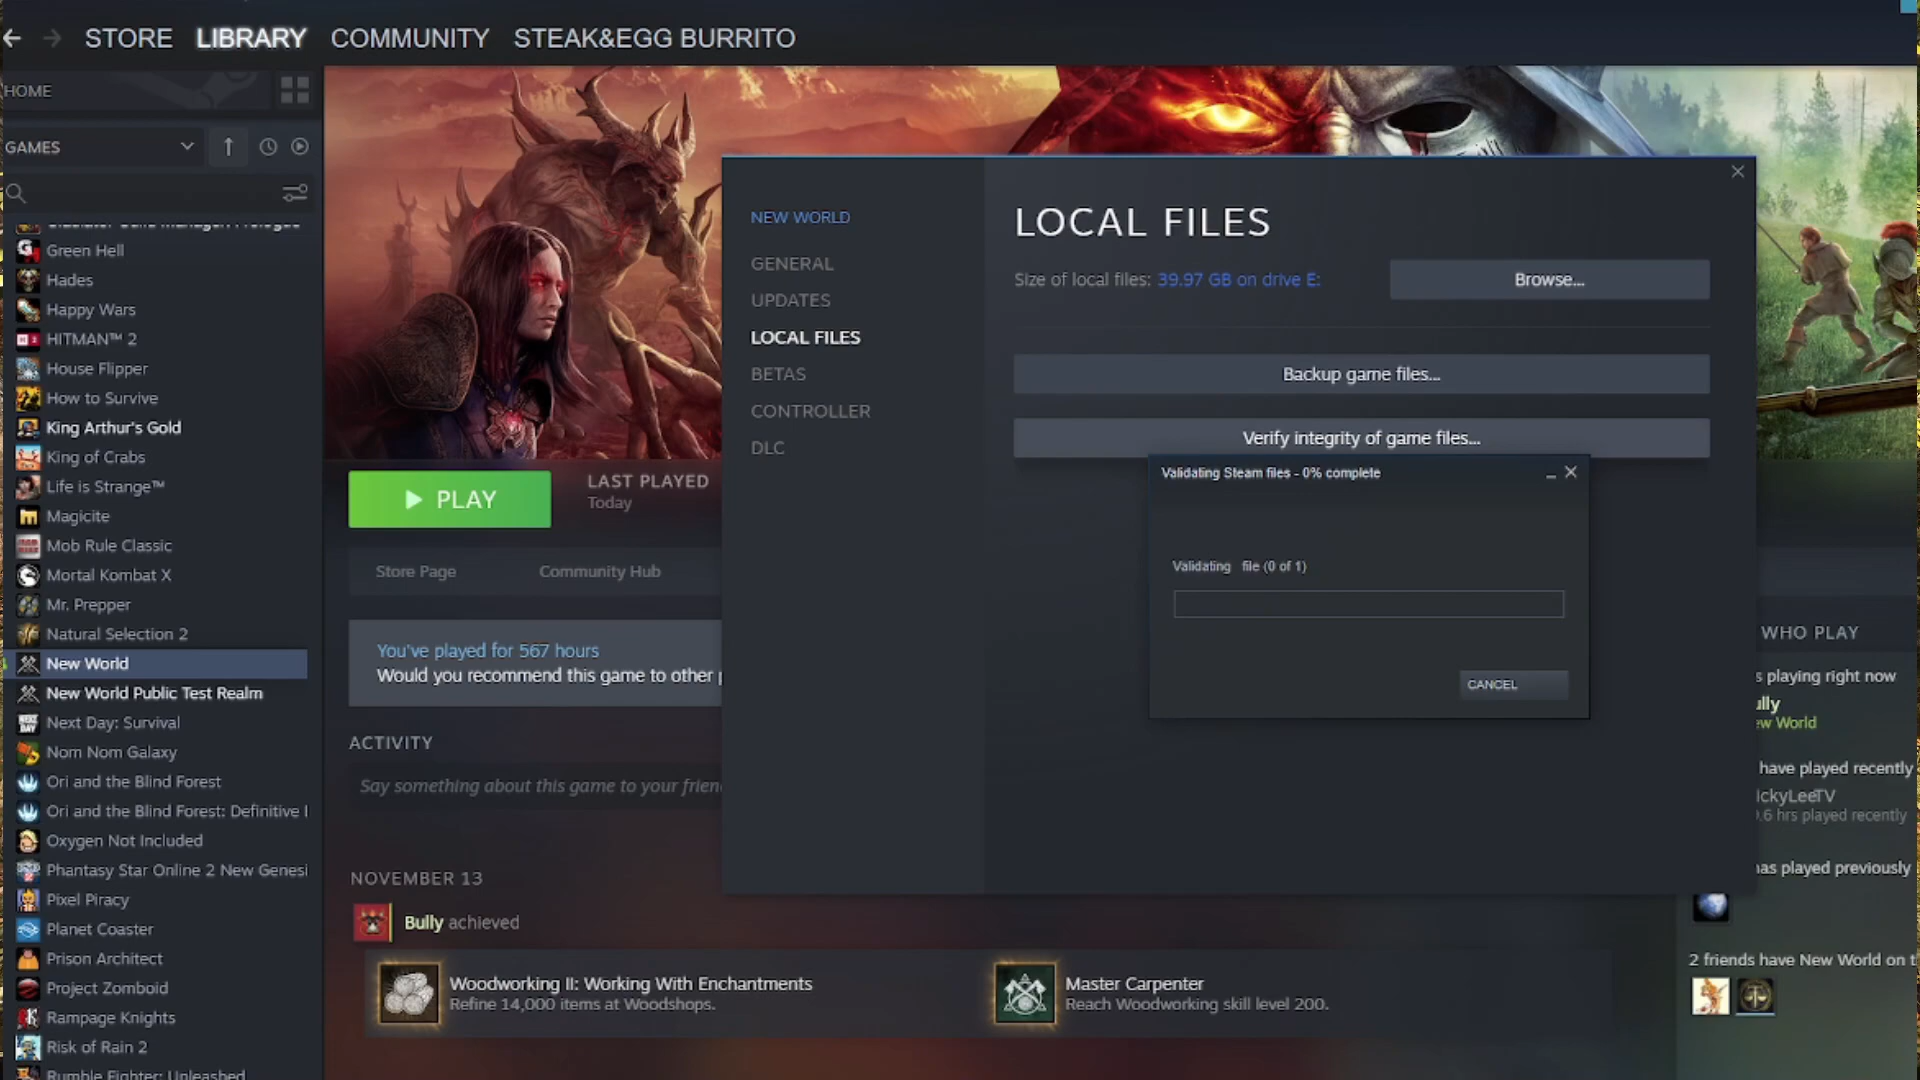 STORE LIBRARY COMMUNITY STEAK&EGG BURRITO
HOME
GAMES
Green Hell
Hades
Happy Wars
HITMAN™ 2
House Flipper
How to Survive
King Arthur's Gold
King of Crabs
Life is Strange™
Magicite
Mob Rule Classic
Mortal Kombat X
Mr. Prepper
Natural Selection 2
New World
New World Public Test Realm
Next Day: Survival
Nom Nom Galaxy
Ori and the Blind Forest
Ori and the Blind Forest: Definitive
Oxygen Not Included
Phantasy Star Online 2 New Genesi
Pixel Piracy
Planet Coaster
Prison Architect
Project Zomboid
Rampage Knights
Risk of Rain 2
Rumble Fighter: Unleashed
PLAY
LAST PLAYED
Today
Store Page
Community Hub
You've played for 567 hours
Would you recommend this game to other
ACTIVITY
Say something about this game to your frien
NOVEMBER 13
Bully achieved
Woodworking II: Working With Enchantments
Refine 14,000 items at Woodshops.
Master Carpenter
Reach Woodworking skill level 200.
NEW WORLD
GENERAL
UPDATES
LOCAL FILES
BETAS
CONTROLLER
DLC
LOCAL FILES
Size of local files: 39.97 GB on drive E:
Browse...
Backup game files...
Verify integrity of game files...
Validating Steam files - 0% complete
Validating file (0 of 1)
CANCEL
WHO PLAY
s playing right now
ully
ew World
have played recently
ickyLeeTV
.6 hrs played recently
as played previously
2 friends have New World on t